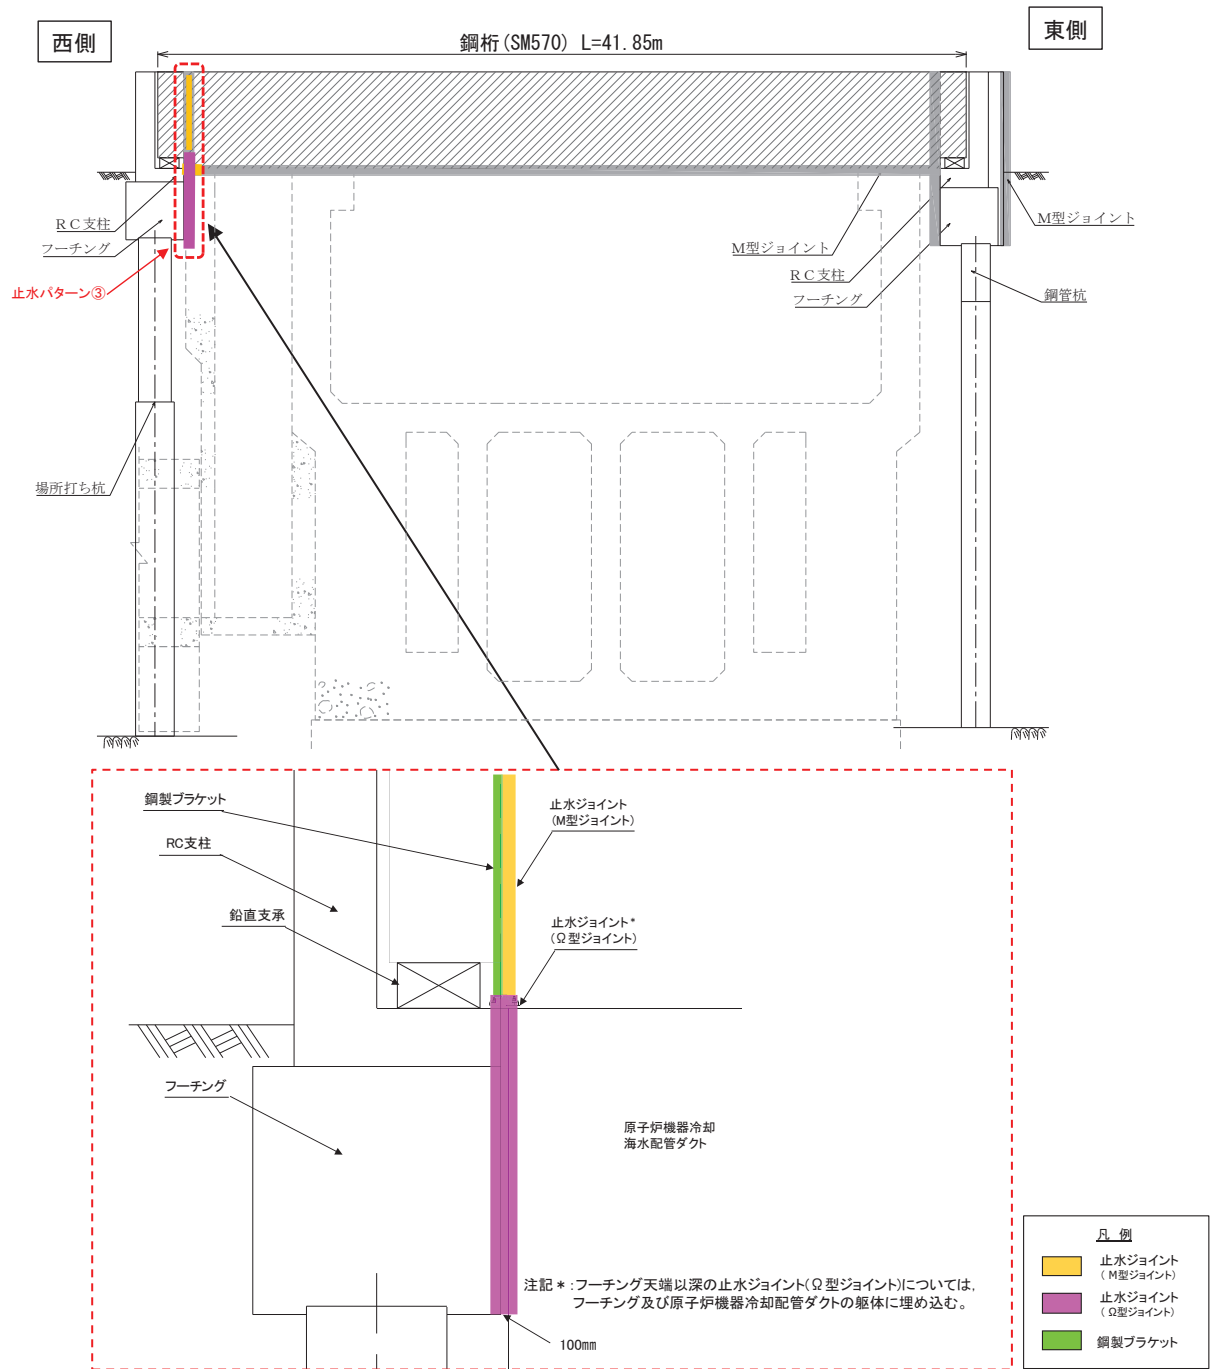 西側
東側
鋼桁(SM570) L=41.85m
RC支柱
フーチング
止水パターン③
場所打ち杭
M型ジョイント
RC支柱
フーチング
M型ジョイント
鋼管杭
鋼製ブラケット
RC支柱
鉛直支承
フーチング
止水ジョイント
(M型ジョイント)
止水ジョイント*
(Ω型ジョイント)
原子炉機器冷却
海水配管ダクト
注記*:フーチング天端以深の止水ジョイント(Ω型ジョイント)については,
フーチング及び原子炉機器冷却配管ダクトの躯体に埋め込む。
100mm
凡 例
止水ジョイント
(M型ジョイント)
止水ジョイント
(Ω型ジョイント)
鋼製ブラケット